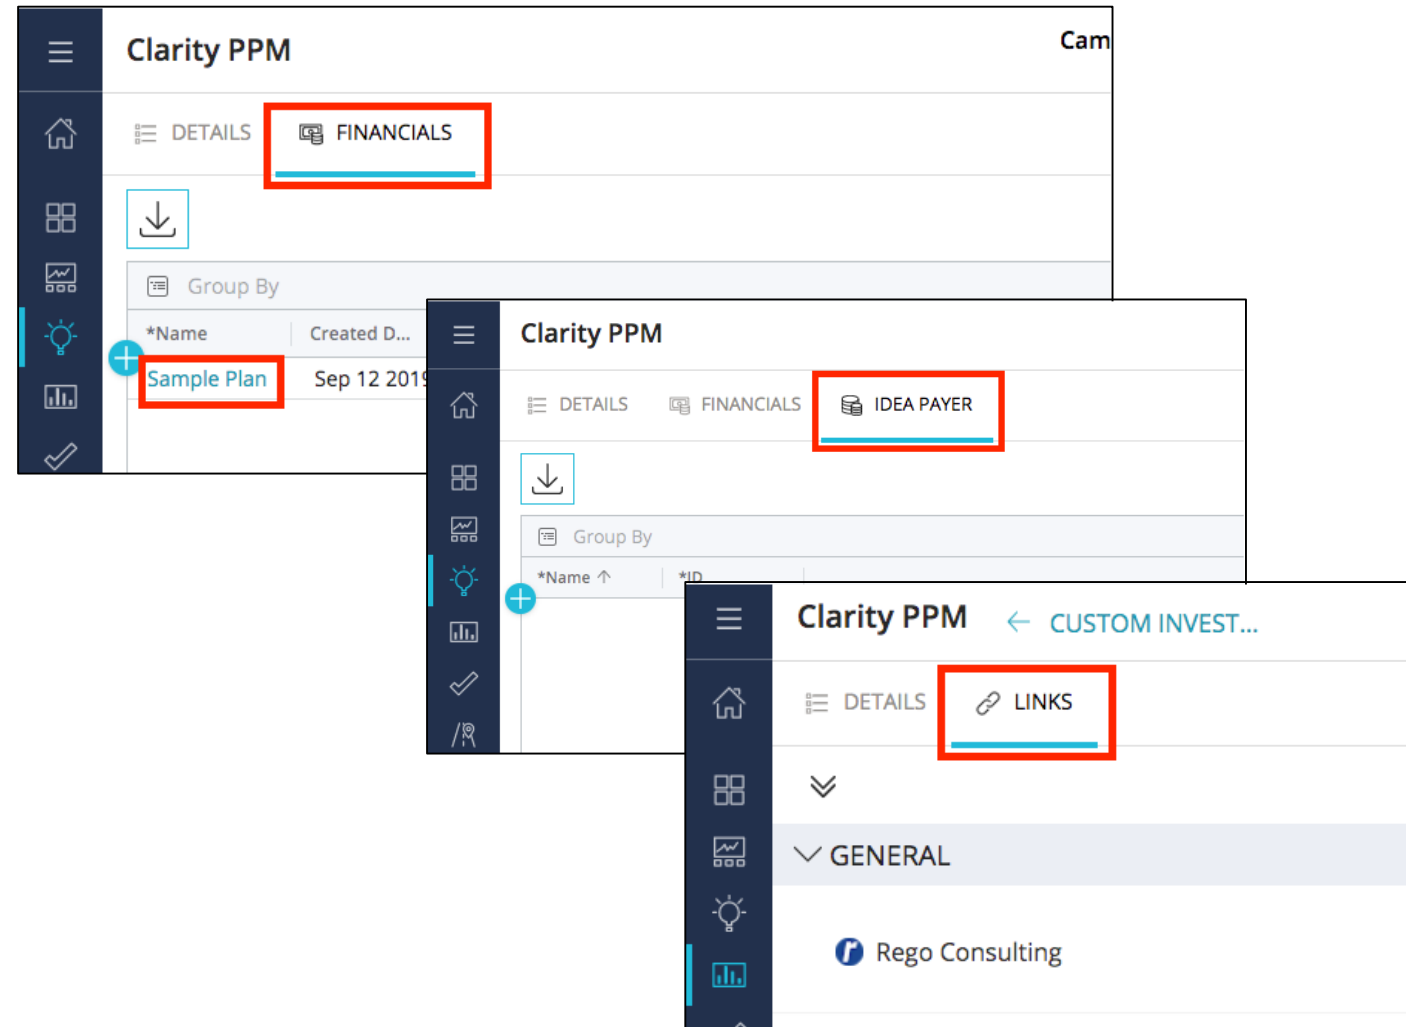 Clarity PPM
Cam
DETAILS
FINANCIALS
Group By
*Name
Created D...
Sample Plan
Sep 12 2019
Clarity PPM
DETAILS
FINANCIALS
IDEA PAYER
Group By
*Name ↑
*ID
Clarity PPM
← CUSTOM INVEST...
DETAILS
LINKS
GENERAL
Rego Consulting